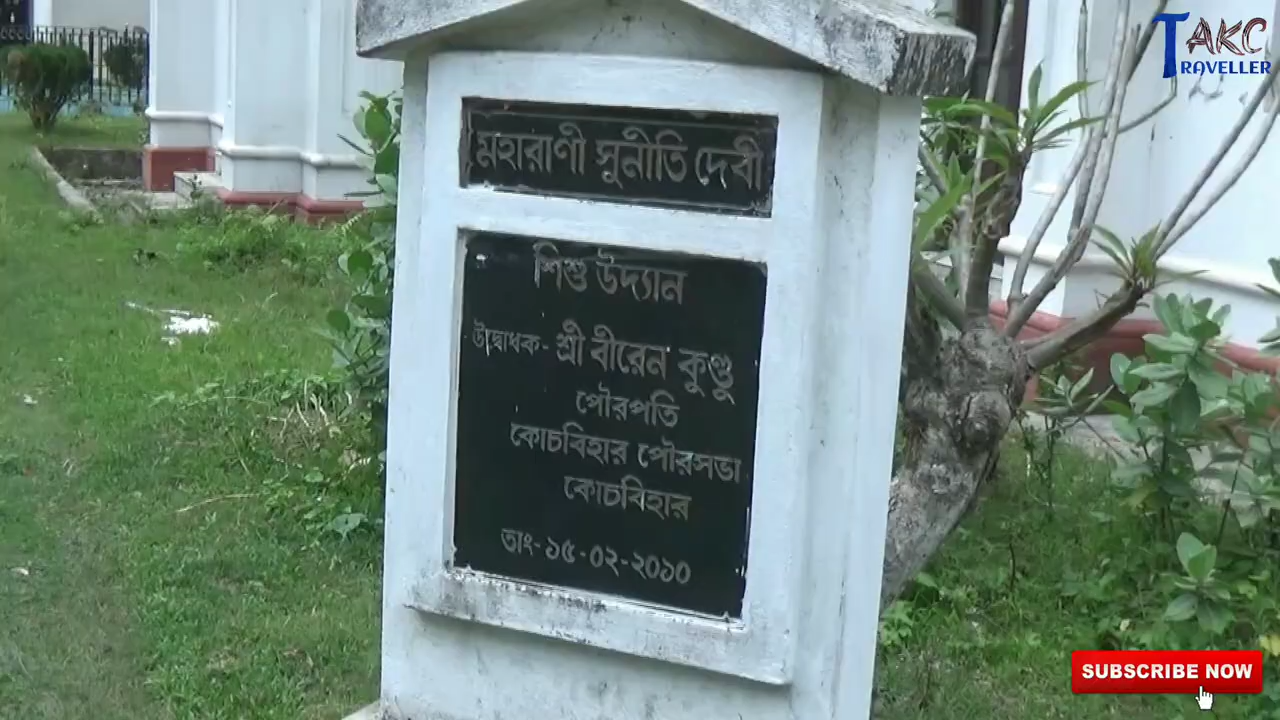 TAKC
TRAVELLER
মহারাণী সুনীতি দেবী
শিশু উদ্যান
উদ্বোধক- শ্রী বীরেন কুণ্ডু
পৌরপতি
কোচবিহার পৌরসভা
কোচবিহার
তাং- ১৫-০২-২০১০
SUBSCRIBE NOW